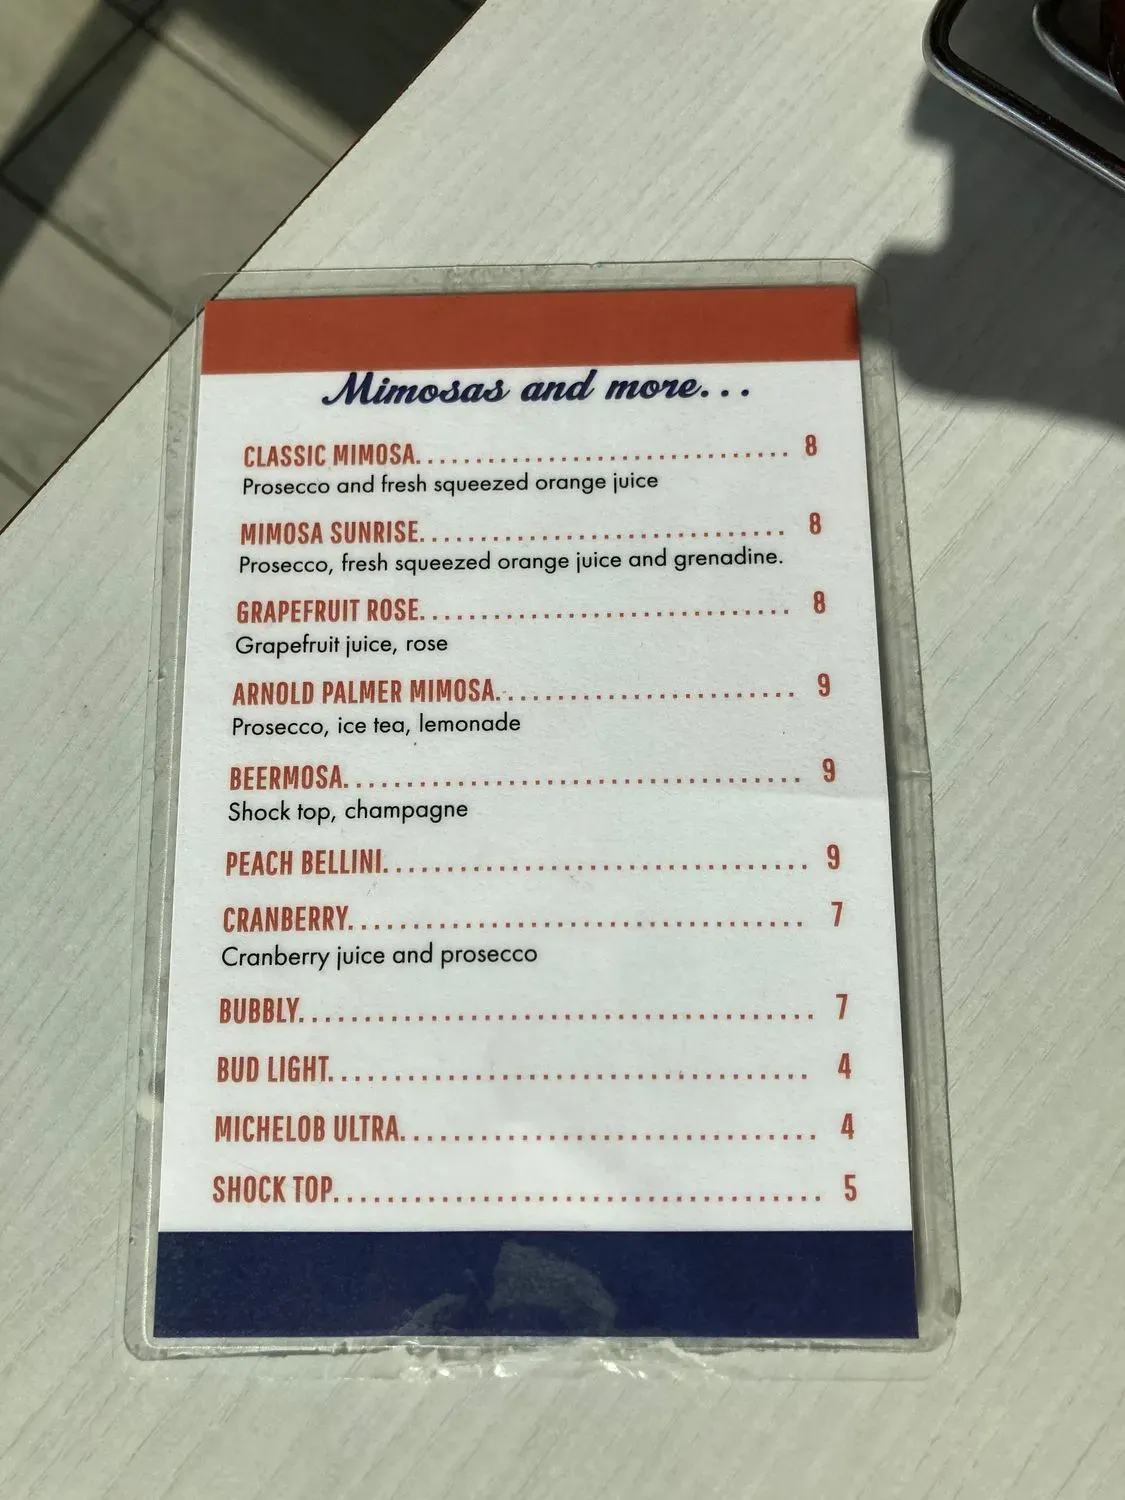 Mimosas and more...
CLASSIC MIMOSA................................ 8
Prosecco and fresh squeezed orange juice
MIMOSA SUNRISE............................... 8
Prosecco, fresh squeezed orange juice and grenadine.
GRAPEFRUIT ROSE............................... 8
Grapefruit juice, rose
ARNOLD PALMER MIMOSA......................... 9
Prosecco, ice tea, lemonade
BEERMOSA....................................... 9
Shock top, champagne
PEACH BELLINI................................... 9
CRANBERRY...................................... 7
Cranberry juice and prosecco
BUBBLY........................................... 7
BUD LIGHT........................................ 4
MICHELOB ULTRA................................... 4
SHOCK TOP......................................... 5